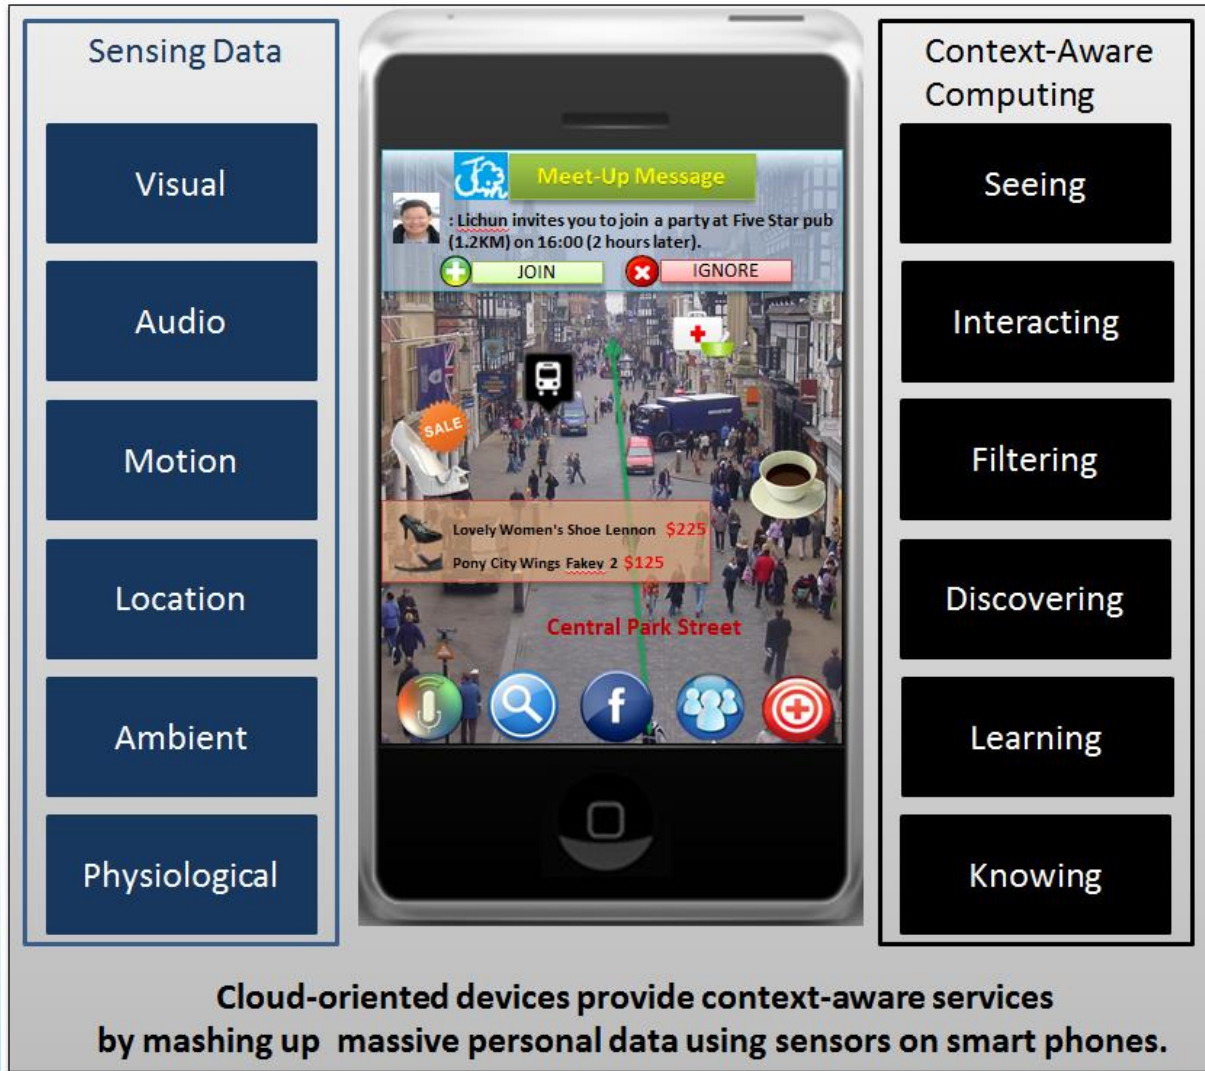 Sensing Data
Visual
Audio
Motion
Location
Ambient
Physiological
Join
Meet-Up Message
: Lichun invites you to join a party at Five Star pub
(1.2KM) on 16:00 (2 hours later).
JOIN
IGNORE
SALE
Lovely Women's Shoe Lennon $225
Pony City Wings Fakey 2 $125
Central Park Street
f
Context-Aware
Computing
Seeing
Interacting
Filtering
Discovering
Learning
Knowing
Cloud-oriented devices provide context-aware services
by mashing up massive personal data using sensors on smart phones.